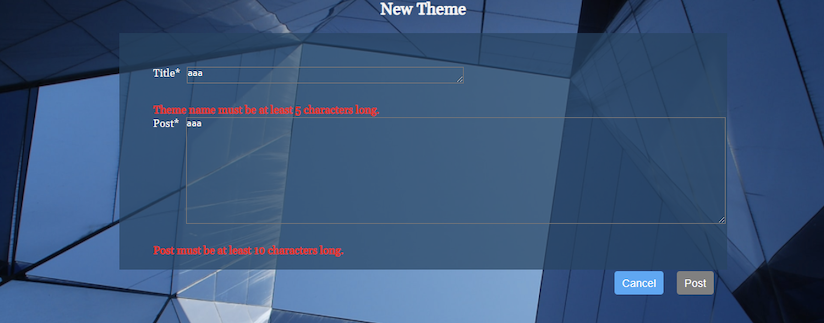 New Theme
Title* aaa
Theme name must be at least 5 characters long.
Post* aaa
Post must be at least 10 characters long.
Cancel Post